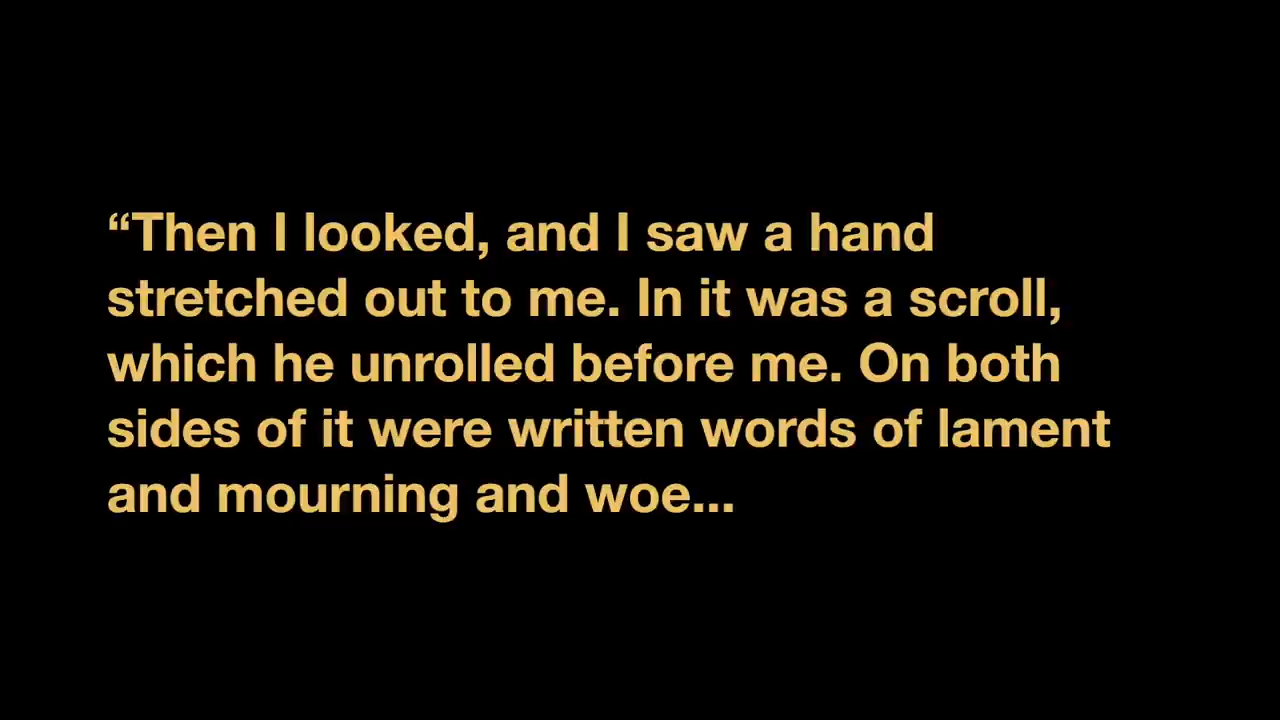 “Then I looked, and I saw a hand
stretched out to me. In it was a scroll,
which he unrolled before me. On both
sides of it were written words of lament
and mourning and woe...